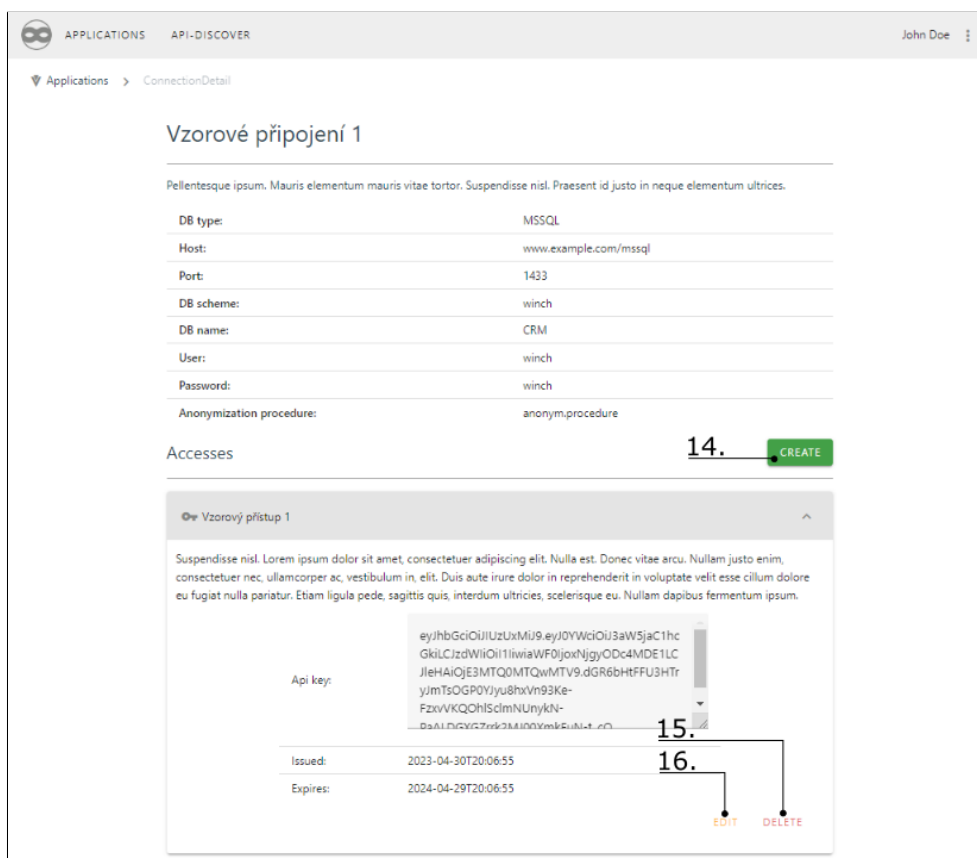 APPLICATIONS API-DISCOVER John Doe
Applications > ConnectionDetail
Vzorové připojení 1
Pellentesque ipsum. Mauris elementum mauris vitae tortor. Suspendisse nisl. Praesent id justo in neque elementum ultrices.
DB type: MSSQL
Host: www.example.com/mssql
Port: 1433
DB scheme: winch
DB name: CRM
User: winch
Password: winch
Anonymization procedure: anonym.procedure
Accesses 14. CREATE
Vzorový přístup 1
Suspendisse nisl. Lorem ipsum dolor sit amet, consectetuer adipiscing elit. Nulla est. Donec vitae arcu. Nullam justo enim,
consectetuer nec, ullamcorper ac, vestibulum in, elit. Duis aute irure dolor in reprehenderit in voluptate velit esse cillum dolore
eu fugiat nulla pariatur. Etiam ligula pede, sagittis quis, interdum ultricies, scelerisque eu. Nullam dapibus fermentum ipsum.
eyJhbGciOiJIUzUxMiJ9.eyJ0YWciOiJ3aW5jaC1hc
GkiLCJzdWIiOiI1IiwiaWF0IjoxNjgyODc4MDE1LC
Api key: JleHAiOjE3MTQ0MTQwMTV9.dGR6bHtFFU3HTr
yJmTsOGP0YJyu8hxVn93Ke-
FzxvVKQOhlSclmNUnykN-
15.
Issued: 2023-04-30T20:06:55
16.
Expires: 2024-04-29T20:06:55
EDIT DELETE